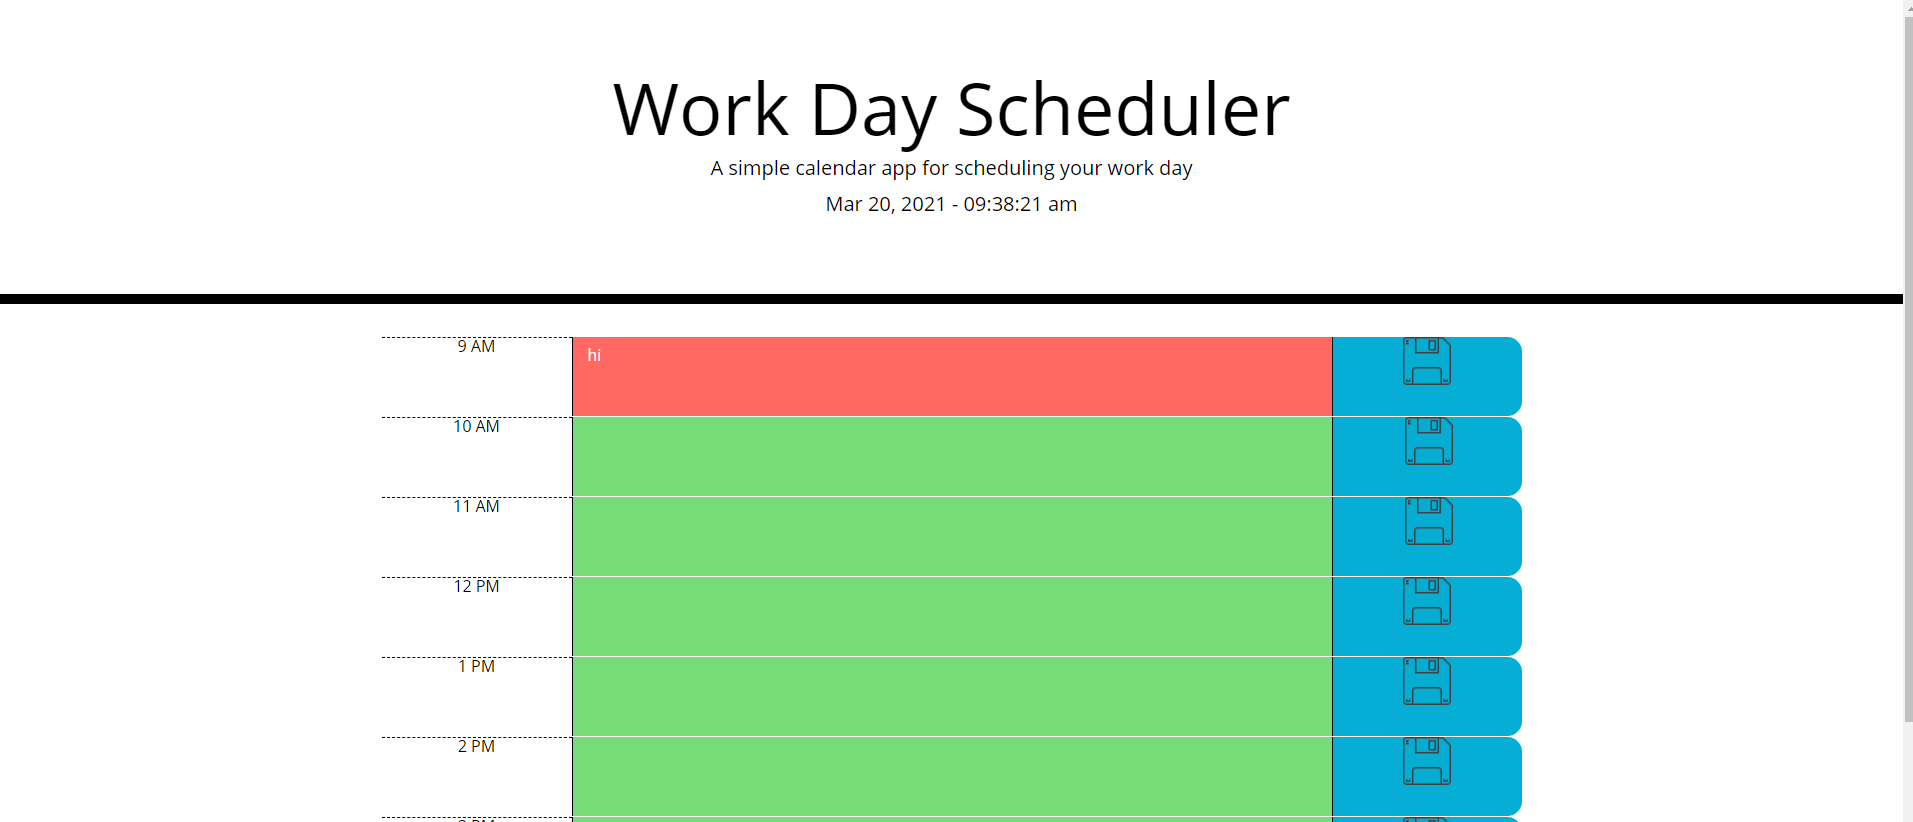 Work Day Scheduler
A simple calendar app for scheduling your work day
Mar 20, 2021 - 09:38:21 am
9 AM
hi
10 AM
11 AM
12 PM
1 PM
2 PM